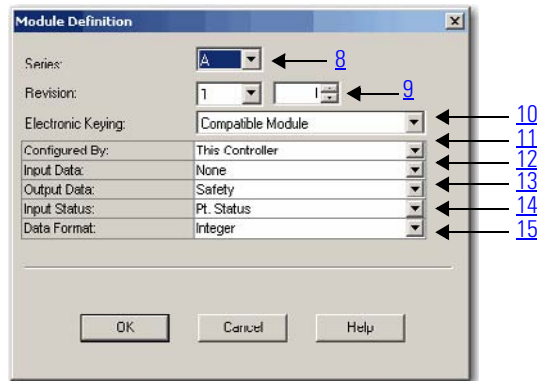 Module Definition
Series: A 8
Revision: 1 1 9
Electronic Keying: Compatible Module 10
Configured By: This Controller 11
Input Data: None 12
Output Data: Safety 13
Input Status: Pt. Status 14
Data Format: Integer 15
OK Cancel Help